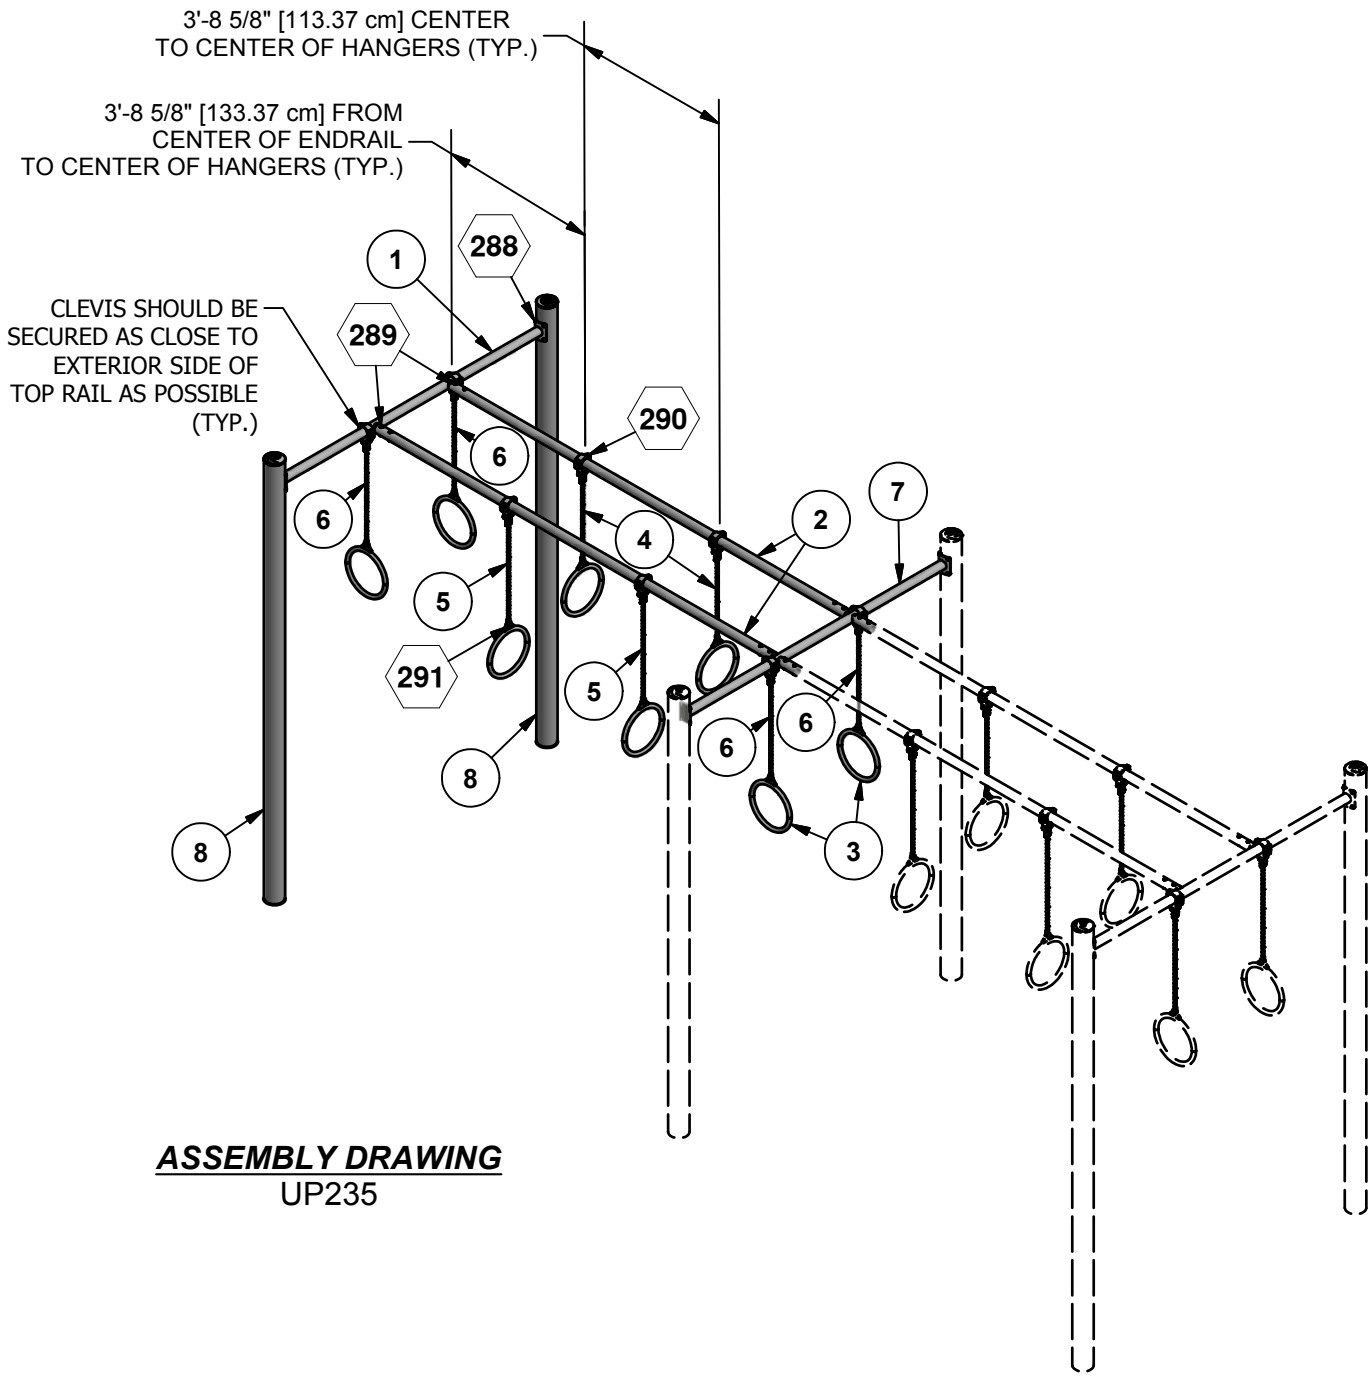 3'-8 5/8" [113.37 cm] CENTER
TO CENTER OF HANGERS (TYP.)
3'-8 5/8" [133.37 cm] FROM
CENTER OF ENDRAIL
TO CENTER OF HANGERS (TYP.)
288
1
CLEVIS SHOULD BE
SECURED AS CLOSE TO
EXTERIOR SIDE OF
TOP RAIL AS POSSIBLE
(TYP.)
289
290
6
7
6
2
4
5
291
5
6
6
8
8
3
ASSEMBLY DRAWING
UP235